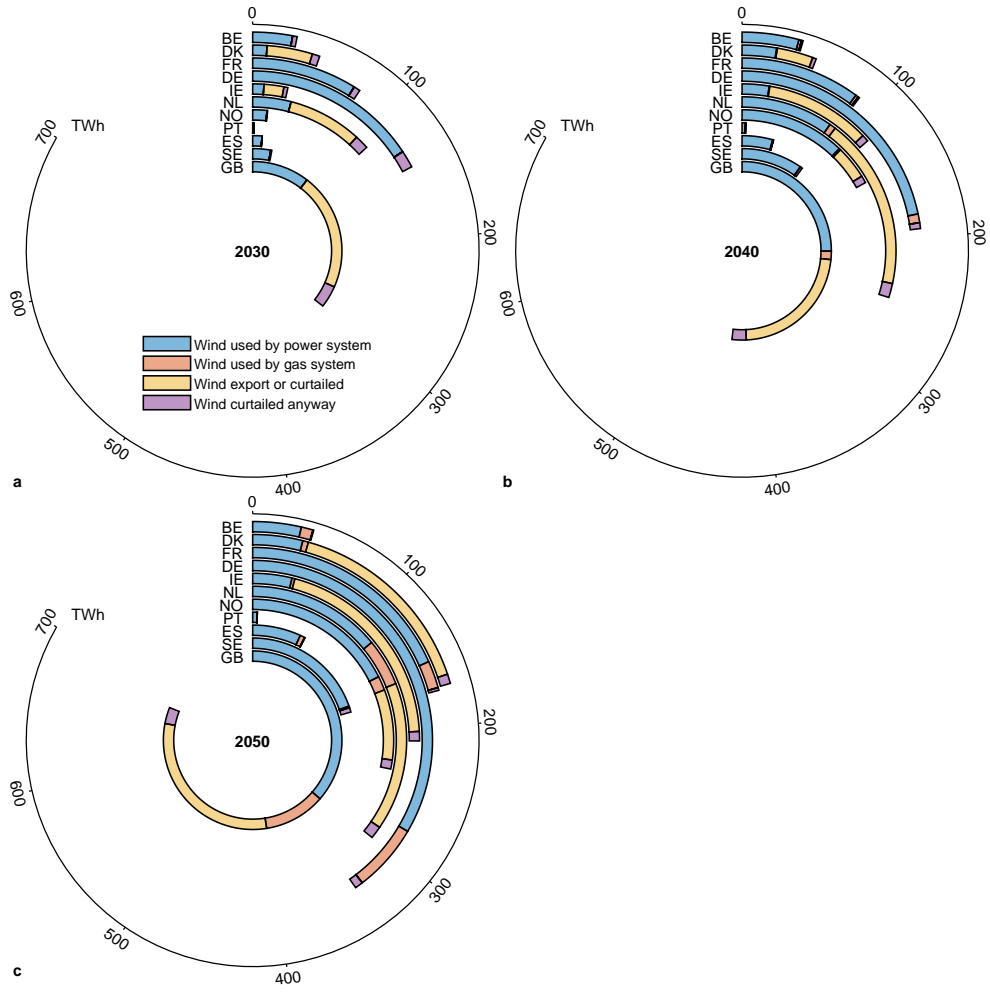 0
BE
DK
FR
DE
IE
NL
NO
PT
ES
SE
GB
100
200
300
400
500
600
700
TWh
2030
Wind used by power system
Wind used by gas system
Wind export or curtailed
Wind curtailed anyway
a
0
BE
DK
FR
DE
IE
NL
NO
PT
ES
SE
GB
100
200
300
400
500
600
700
TWh
2040
b
0
BE
DK
FR
DE
IE
NL
NO
PT
ES
SE
GB
100
200
300
400
500
600
700
TWh
2050
c